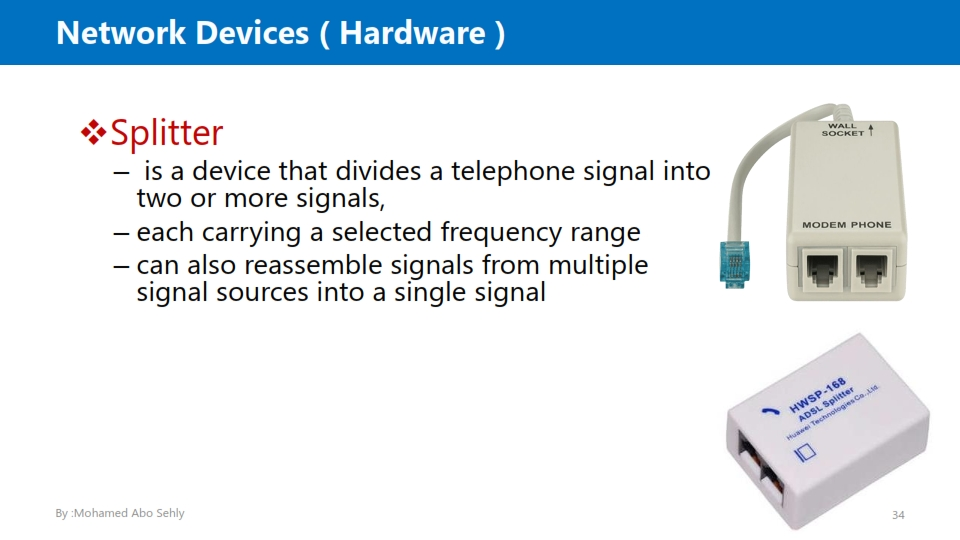 Network Devices ( Hardware )
❖Splitter
– is a device that divides a telephone signal into
two or more signals,
– each carrying a selected frequency range
– can also reassemble signals from multiple
signal sources into a single signal
WALL
SOCKET
MODEM PHONE
HWSP-168
ADSL Splitter
Huawei Technologies Co.,Ltd.
By :Mohamed Abo Sehly
34